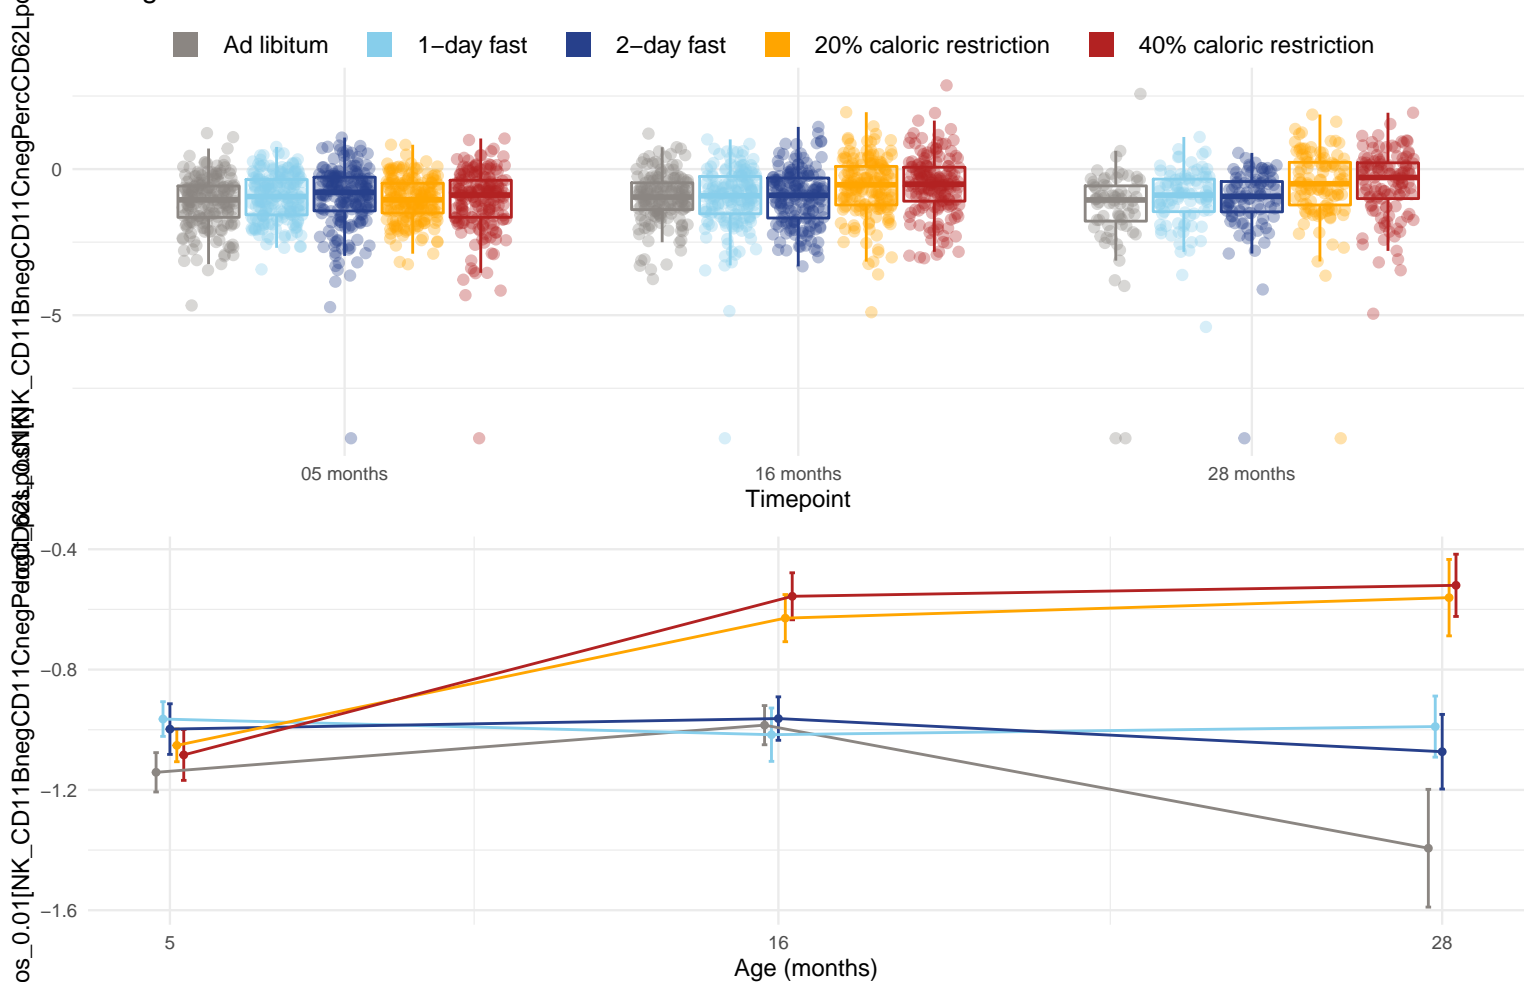 Ad libitum 1−day fast 2−day fast 20% caloric restriction 40% caloric restriction
0
−5
05 months 16 months 28 months
Timepoint
−0.4
−0.8
−1.2
−1.6
5 16 28
Age (months)